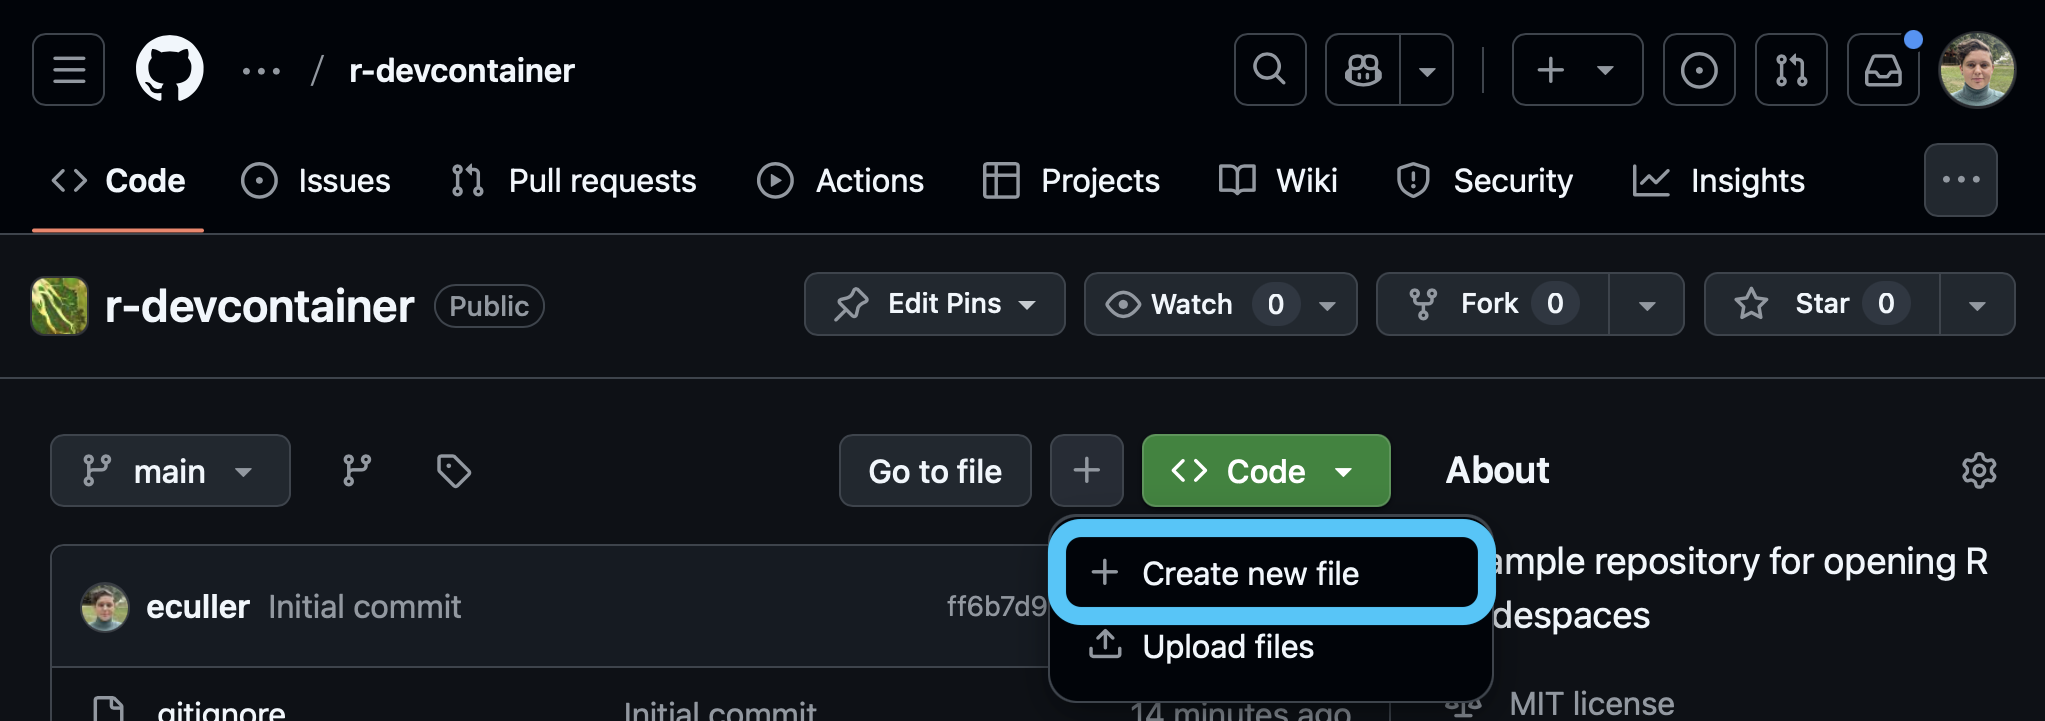 ... / r-devcontainer
Code Issues Pull requests Actions Projects Wiki Security Insights ...
r-devcontainer Public Edit Pins Watch 0 Fork 0 Star 0
main Go to file + Code About
+ Create new file
ample repository for opening R
despaces
eculler Initial commit ff6b7d9
Upload files
.gitignore Initial commit 14 minutes ago
MIT license